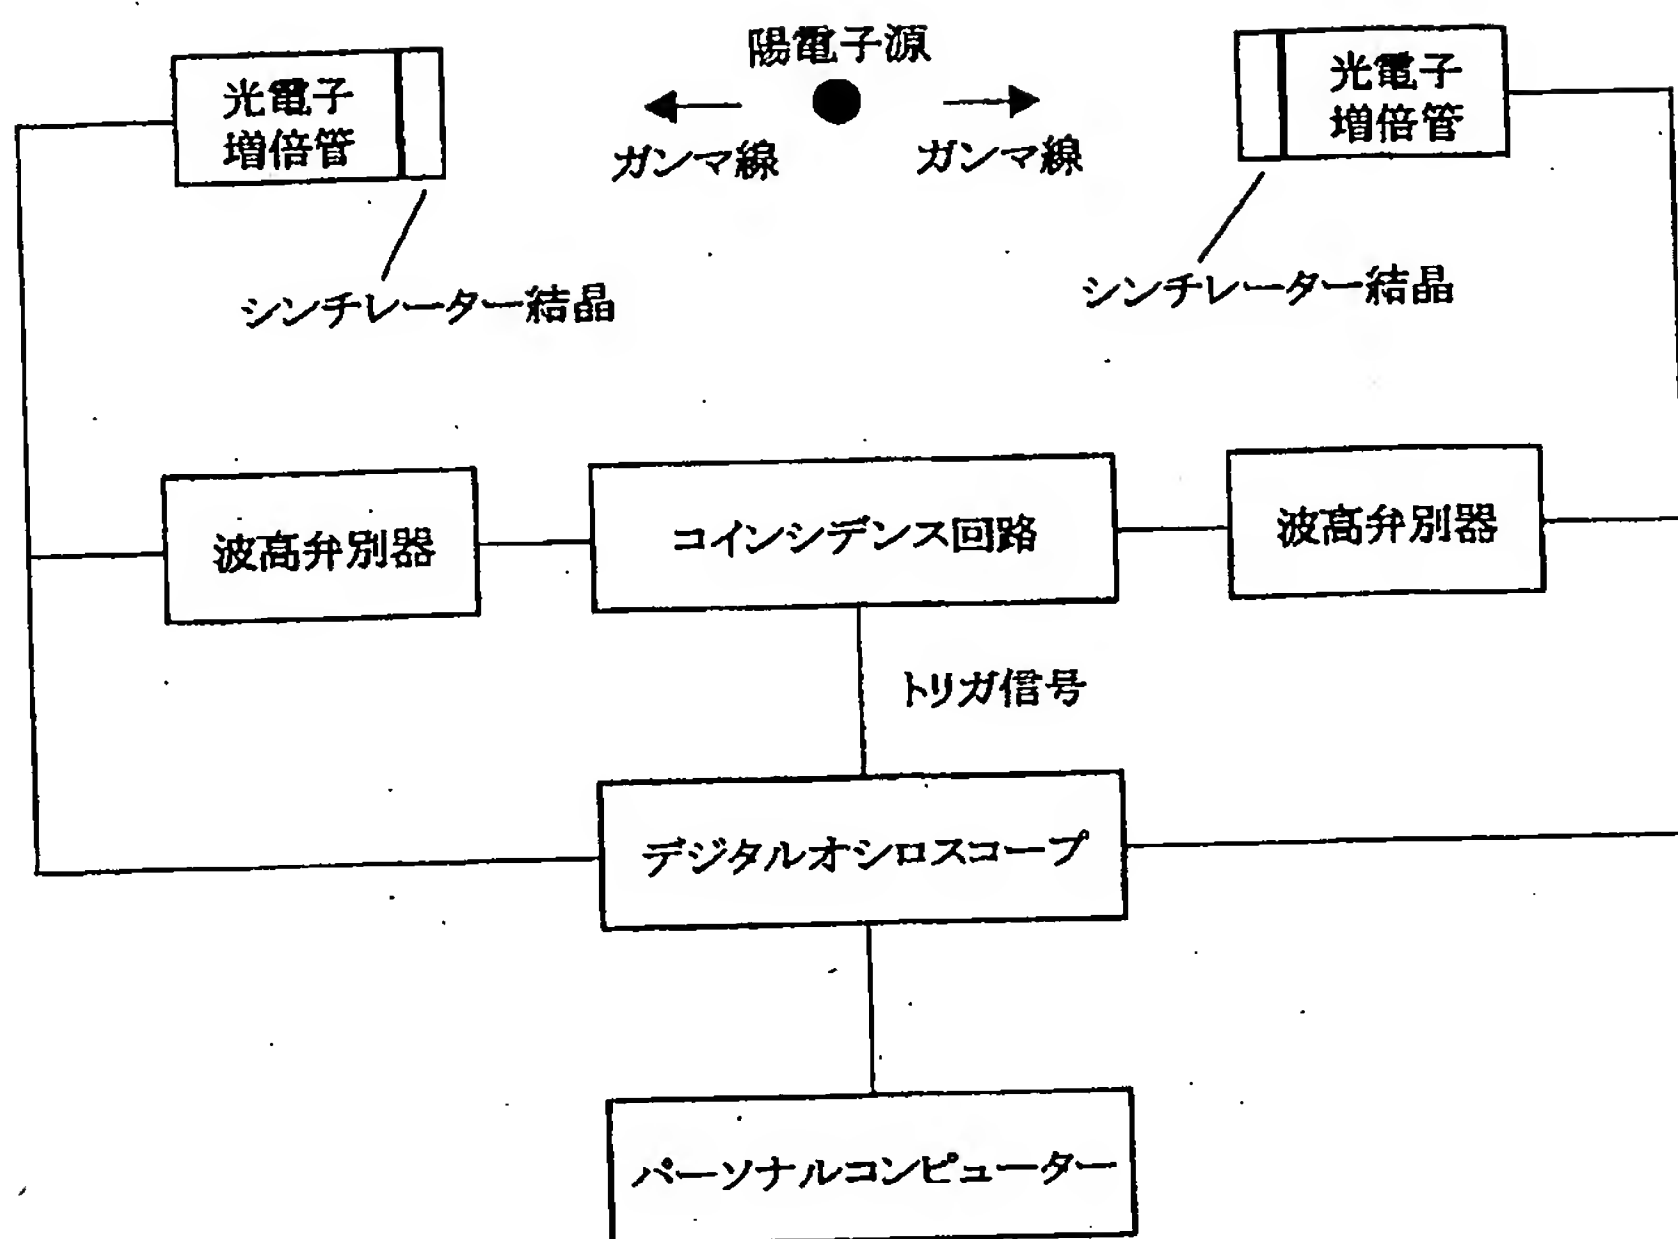 陽電子源
光電子
増倍管
光電子
増倍管
ガンマ線
ガンマ線
シンチレーター結晶
シンチレーター結晶
波高弁別器
コインシデンス回路
波高弁別器
トリガ信号
デジタルオシロスコープ
パーソナルコンピューター